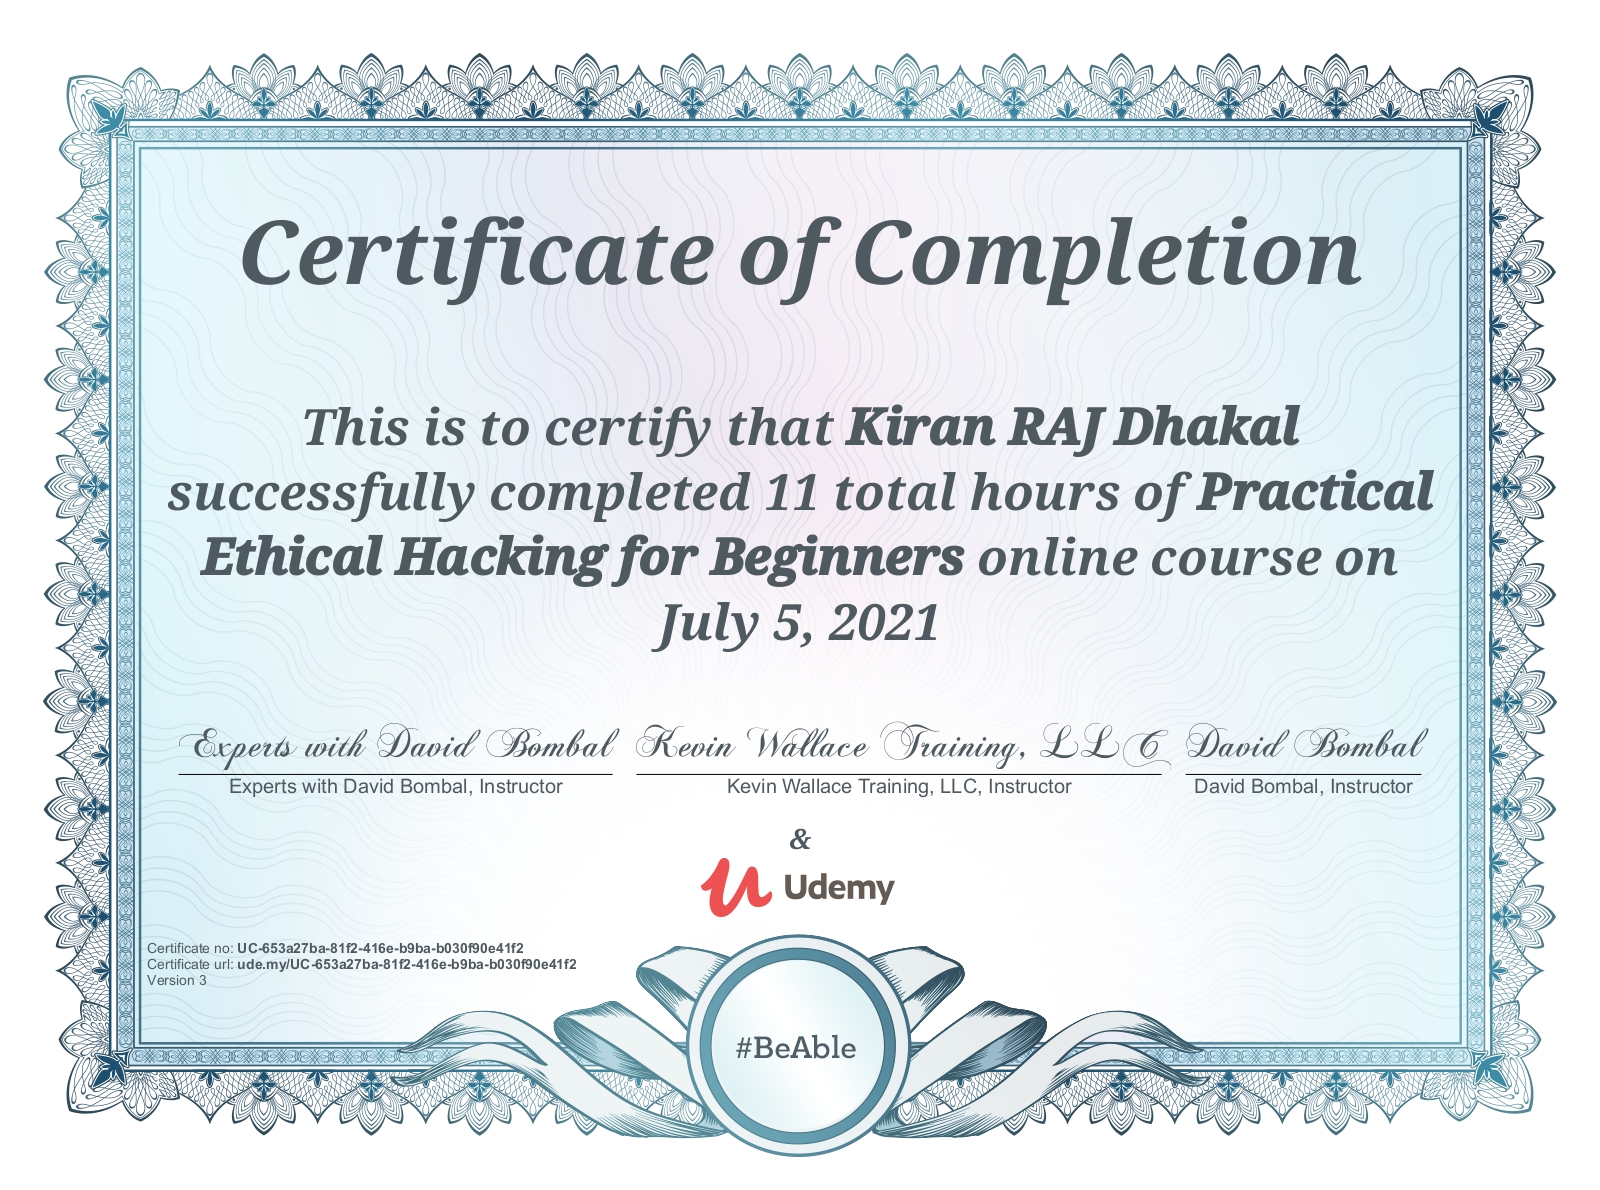 Certificate of Completion
This is to certify that Kiran RAJ Dhakal
successfully completed 11 total hours of Practical
Ethical Hacking for Beginners online course on
July 5, 2021
Experts with David Bombal Kevin Wallace Training, LLC David Bombal
Experts with David Bombal, Instructor Kevin Wallace Training, LLC, Instructor David Bombal, Instructor
&
Udemy
Certificate no: UC-653a27ba-81f2-416e-b9ba-b030f90e41f2
Certificate url: ude.my/UC-653a27ba-81f2-416e-b9ba-b030f90e41f2
Version 3
#BeAble